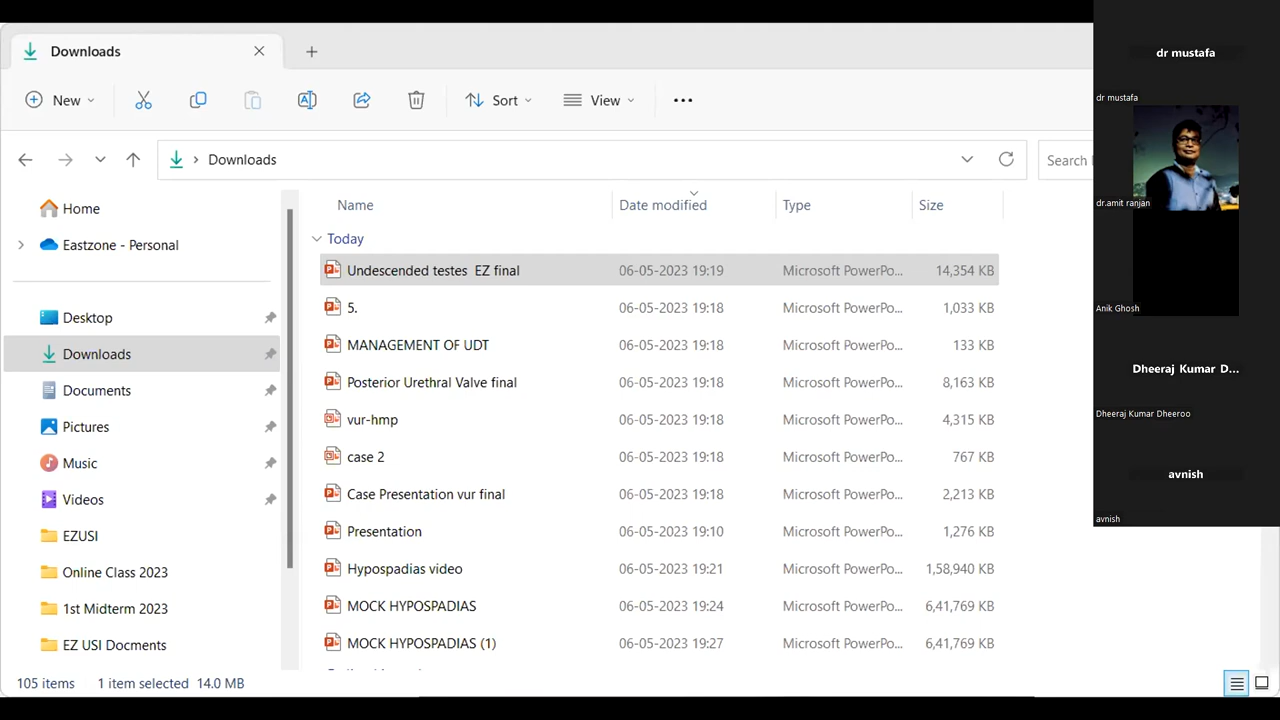 Downloads
New
Sort
View
Downloads
Search
Name
Date modified
Type
Size
Home
Eastzone - Personal
Desktop
Downloads
Documents
Pictures
Music
Videos
EZUSI
Online Class 2023
1st Midterm 2023
EZ USI Docments
Today
Undescended testes EZ final 06-05-2023 19:19 Microsoft PowerPo... 14,354 KB
5. 06-05-2023 19:18 Microsoft PowerPo... 1,033 KB
MANAGEMENT OF UDT 06-05-2023 19:18 Microsoft PowerPo... 133 KB
Posterior Urethral Valve final 06-05-2023 19:18 Microsoft PowerPo... 8,163 KB
vur-hmp 06-05-2023 19:18 Microsoft PowerPo... 4,315 KB
case 2 06-05-2023 19:18 Microsoft PowerPo... 767 KB
Case Presentation vur final 06-05-2023 19:18 Microsoft PowerPo... 2,213 KB
Presentation 06-05-2023 19:10 Microsoft PowerPo... 1,276 KB
Hypospadias video 06-05-2023 19:21 Microsoft PowerPo... 1,58,940 KB
MOCK HYPOSPADIAS 06-05-2023 19:24 Microsoft PowerPo... 6,41,769 KB
MOCK HYPOSPADIAS (1) 06-05-2023 19:27 Microsoft PowerPo... 6,41,769 KB
105 items 1 item selected 14.0 MB
dr mustafa
dr mustafa
dr.amit ranjan
Anik Ghosh
Dheeraj Kumar D...
Dheeraj Kumar Dheeroo
avnish
avnish